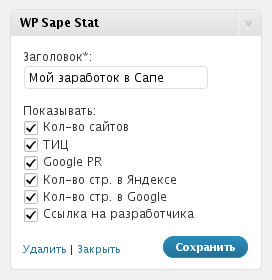 WP Sape Stat
Заголовок*:
Мой заработок в Сапе
Показывать:
Кол-во сайтов
ТИЦ
Google PR
Кол-во стр. в Яндексе
Кол-во стр. в Google
Ссылка на разработчика
Удалить | Закрыть Сохранить